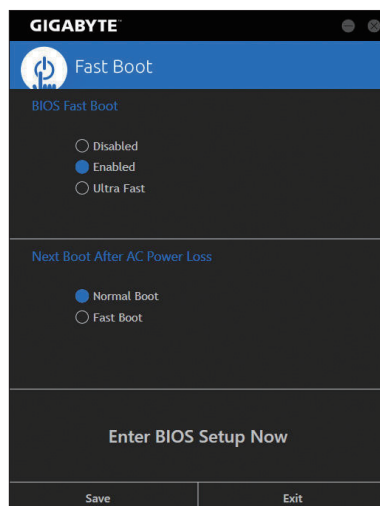 GIGABYTE™
Fast Boot
BIOS Fast Boot
Disabled
Enabled
Ultra Fast
Next Boot After AC Power Loss
Normal Boot
Fast Boot
Enter BIOS Setup Now
Save
Exit